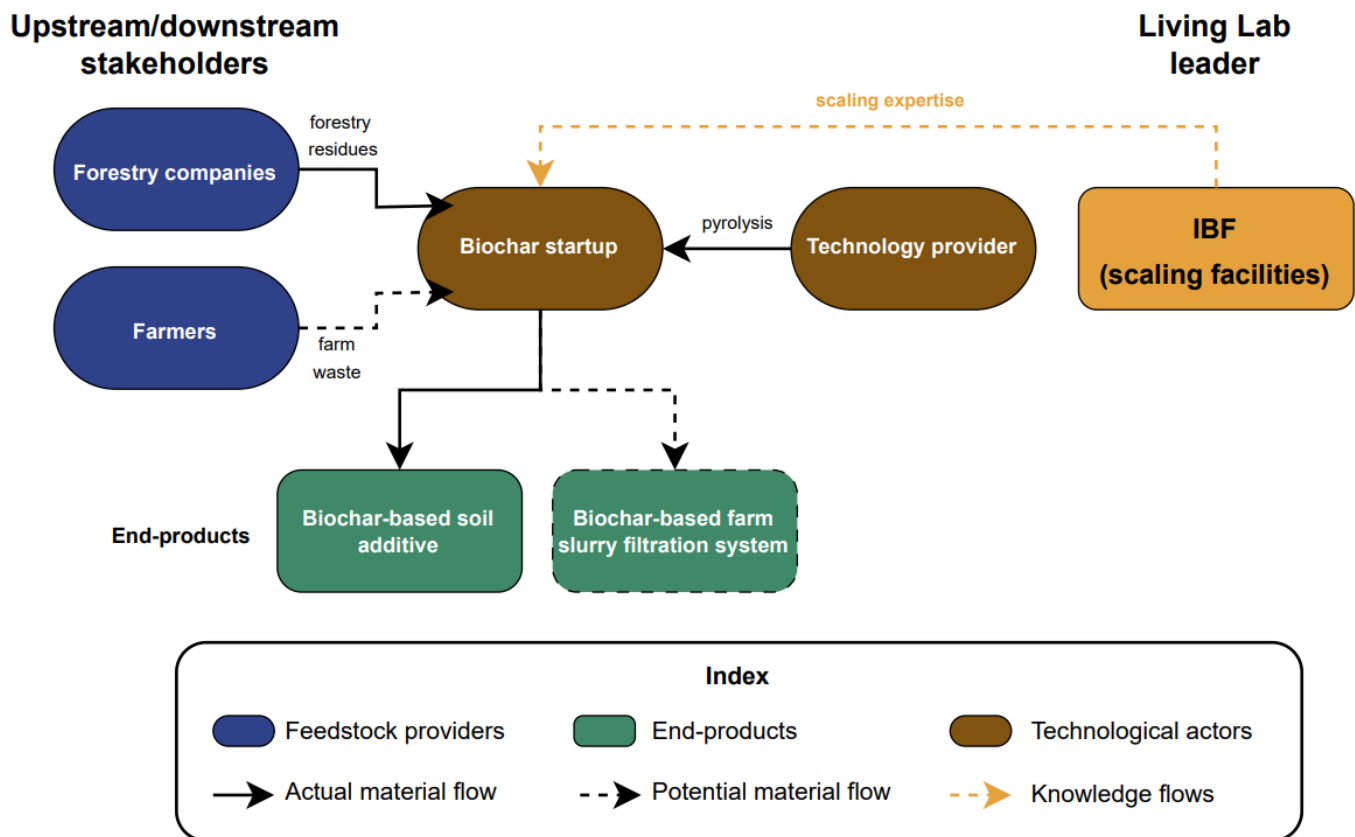 Upstream/downstream
stakeholders
Living Lab
leader
scaling expertise
forestry
residues
Forestry companies
Biochar startup
pyrolysis
Technology provider
IBF
(scaling facilities)
Farmers
farm
waste
End-products
Biochar-based soil
additive
Biochar-based farm
slurry filtration system
Index
Feedstock providers
End-products
Technological actors
Actual material flow
Potential material flow
Knowledge flows